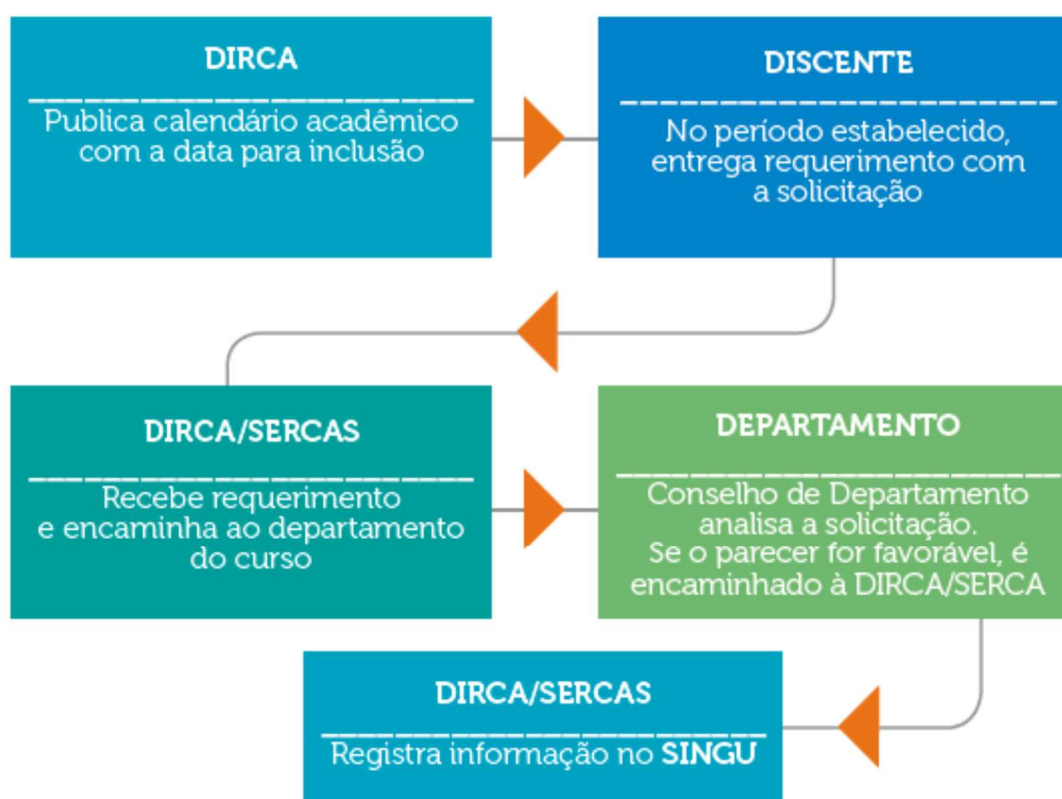 DIRCA
Publica calendário acadêmico
com a data para inclusão
DISCENTE
No período estabelecido,
entrega requerimento com
a solicitação
DIRCA/SERCAS
Recebe requerimento
e encaminha ao departamento
do curso
DEPARTAMENTO
Conselho de Departamento
analisa a solicitação.
Se o parecer for favorável, é
encaminhado à DIRCA/SERCA
DIRCA/SERCAS
Registra informação no SINGU